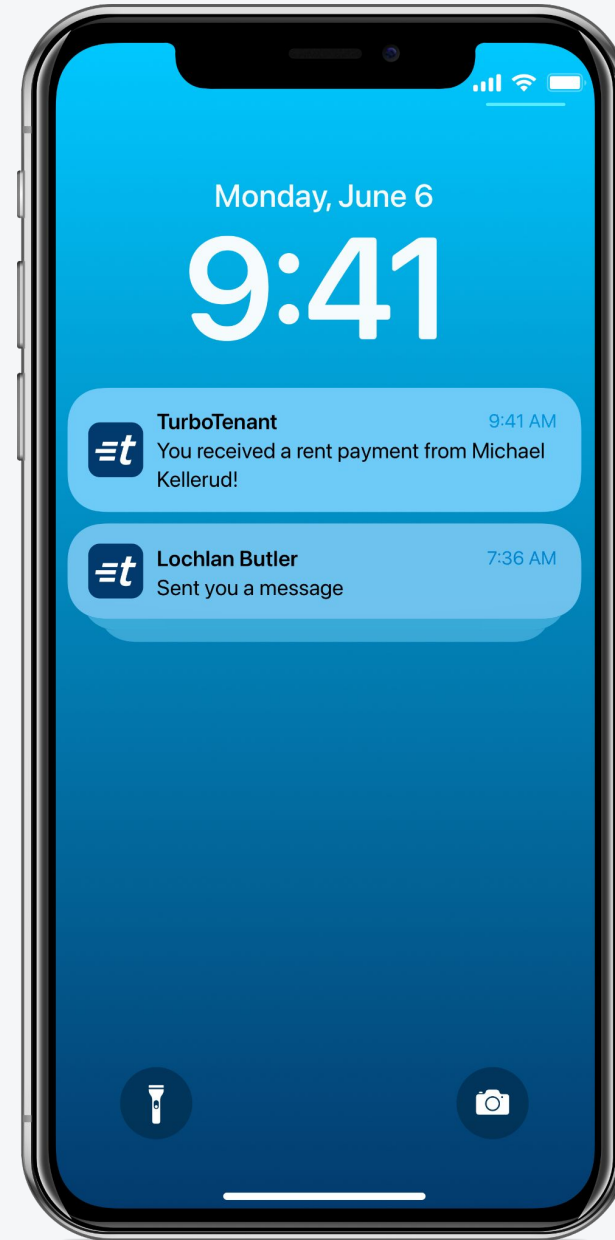 Monday, June 6
9:41
TurboTenant 9:41 AM
You received a rent payment from Michael
Kellerud!
Lochlan Butler 7:36 AM
Sent you a message